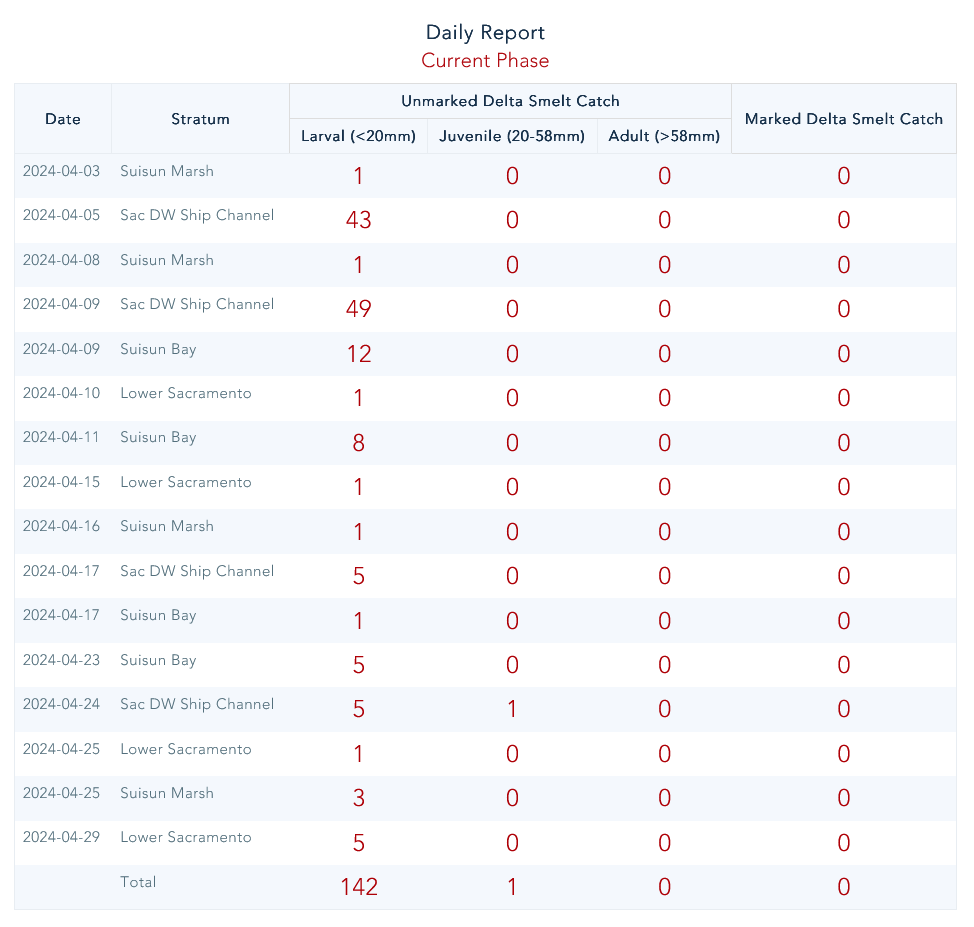 Daily Report
Current Phase
Date Stratum Unmarked Delta Smelt Catch Marked Delta Smelt Catch
Larval (<20mm) Juvenile (20-58mm) Adult (>58mm)
2024-04-03 Suisun Marsh 1 0 0 0
2024-04-05 Sac DW Ship Channel 43 0 0 0
2024-04-08 Suisun Marsh 1 0 0 0
2024-04-09 Sac DW Ship Channel 49 0 0 0
2024-04-09 Suisun Bay 12 0 0 0
2024-04-10 Lower Sacramento 1 0 0 0
2024-04-11 Suisun Bay 8 0 0 0
2024-04-15 Lower Sacramento 1 0 0 0
2024-04-16 Suisun Marsh 1 0 0 0
2024-04-17 Sac DW Ship Channel 5 0 0 0
2024-04-17 Suisun Bay 1 0 0 0
2024-04-23 Suisun Bay 5 0 0 0
2024-04-24 Sac DW Ship Channel 5 1 0 0
2024-04-25 Lower Sacramento 1 0 0 0
2024-04-25 Suisun Marsh 3 0 0 0
2024-04-29 Lower Sacramento 5 0 0 0
Total 142 1 0 0